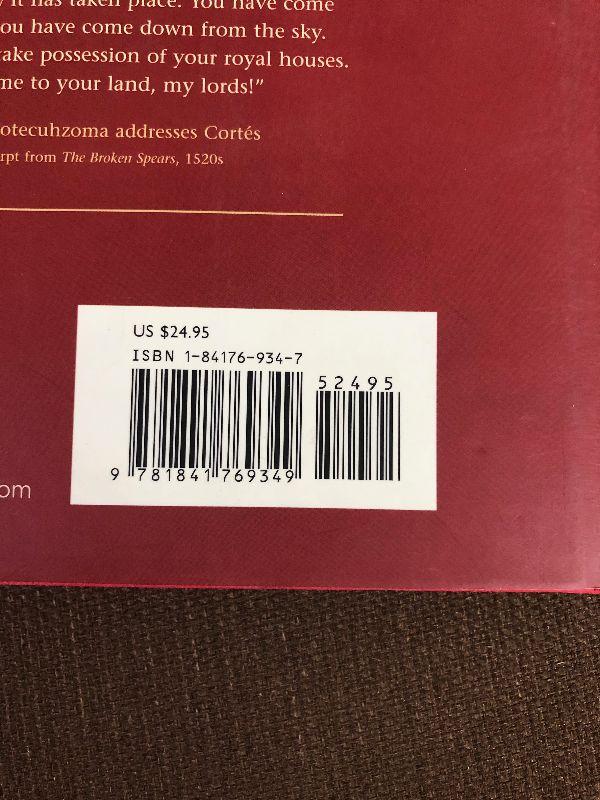 it has taken place. You have come
ou have come down from the sky.
ake possession of your royal houses.
me to your land, my lords!”
otecuhzoma addresses Cortés
rpt from The Broken Spears, 1520s
US $24.95
ISBN 1-84176-934-7
52495
9 781841 769349
om